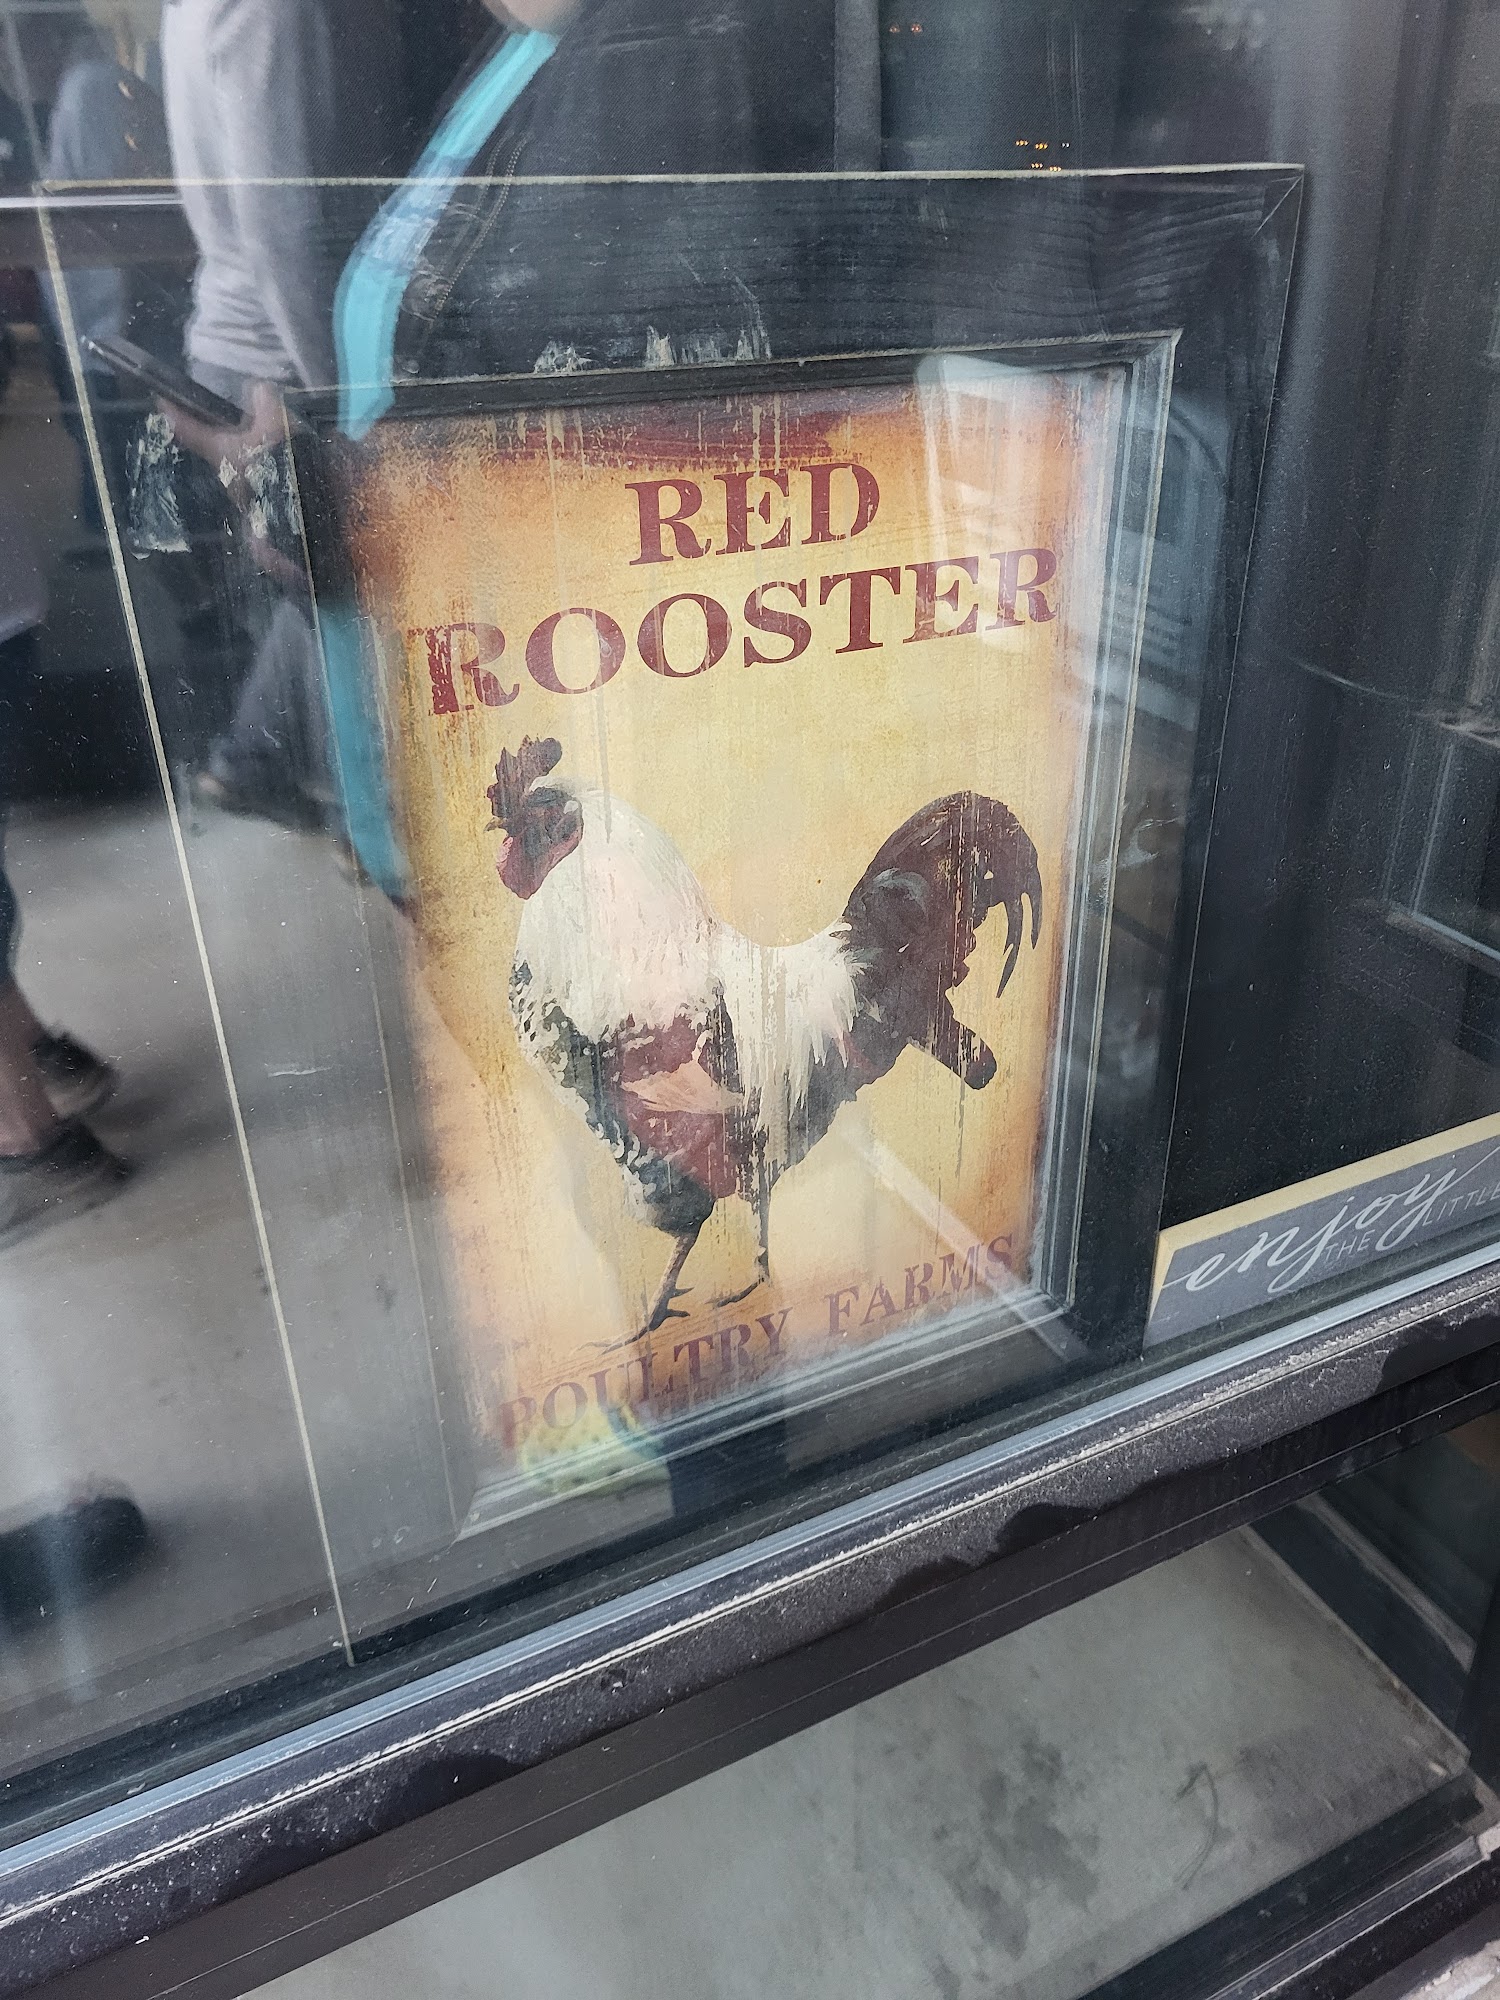 RED
ROOSTER
POULTRY FARMS
enjoy
THE LITTLE